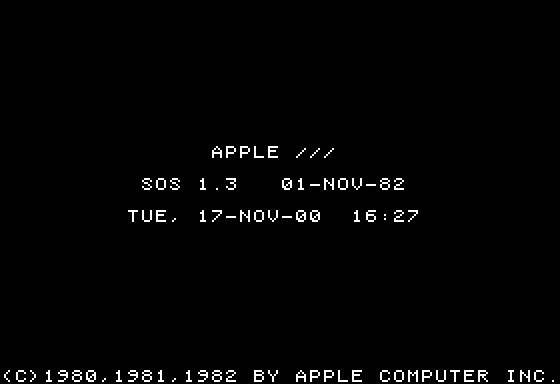 APPLE ///
SOS 1.3   01-NOV-82
TUE, 17-NOV-00  16:27
(C)1980,1981,1982 BY APPLE COMPUTER INC.